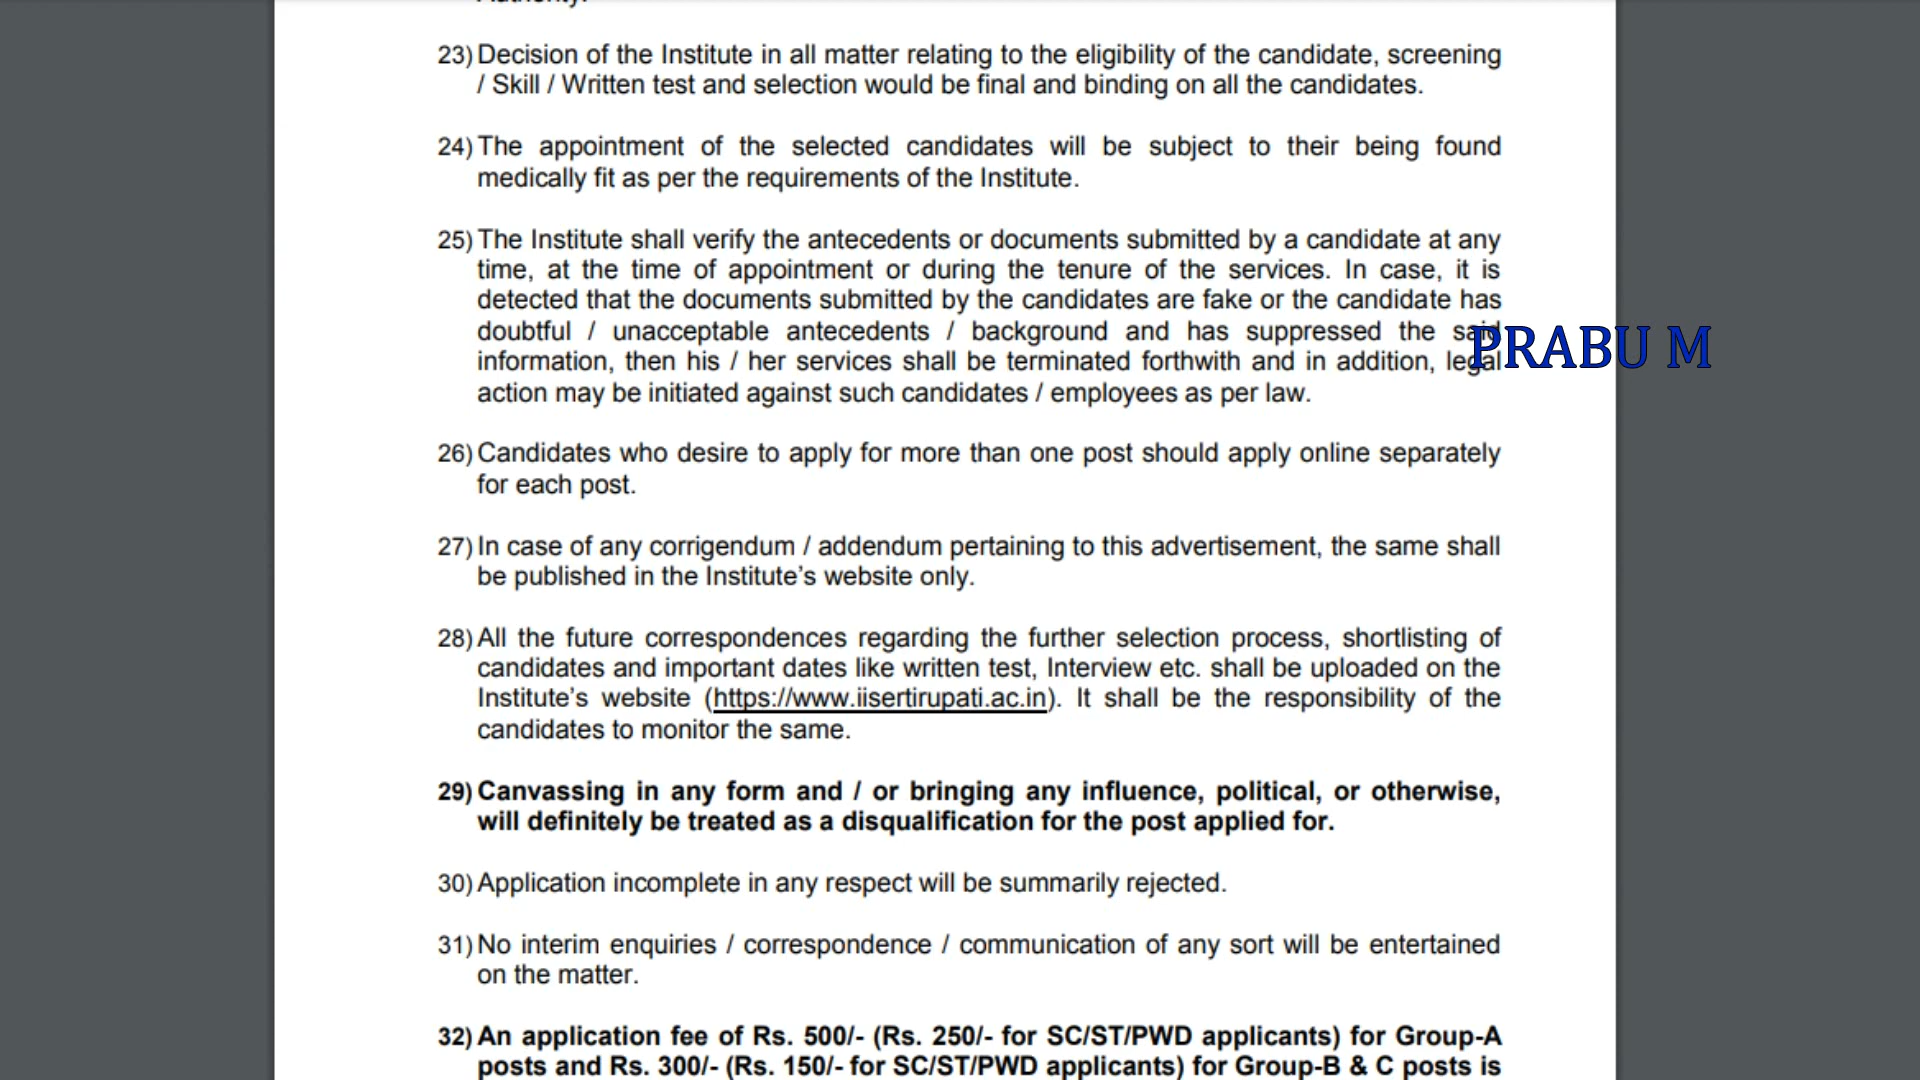 23) Decision of the Institute in all matter relating to the eligibility of the candidate, screening
/ Skill / Written test and selection would be final and binding on all the candidates.
24) The appointment of the selected candidates will be subject to their being found
medically fit as per the requirements of the Institute.
25) The Institute shall verify the antecedents or documents submitted by a candidate at any
time, at the time of appointment or during the tenure of the services. In case, it is
detected that the documents submitted by the candidates are fake or the candidate has
doubtful / unacceptable antecedents / background and has suppressed the said
information, then his / her services shall be terminated forthwith and in addition, legal
PRABU M
action may be initiated against such candidates / employees as per law.
26) Candidates who desire to apply for more than one post should apply online separately
for each post.
27) In case of any corrigendum / addendum pertaining to this advertisement, the same shall
be published in the Institute’s website only.
28) All the future correspondences regarding the further selection process, shortlisting of
candidates and important dates like written test, Interview etc. shall be uploaded on the
Institute’s website (https://www.iisertirupati.ac.in). It shall be the responsibility of the
candidates to monitor the same.
29) Canvassing in any form and / or bringing any influence, political, or otherwise,
will definitely be treated as a disqualification for the post applied for.
30) Application incomplete in any respect will be summarily rejected.
31) No interim enquiries / correspondence / communication of any sort will be entertained
on the matter.
32) An application fee of Rs. 500/- (Rs. 250/- for SC/ST/PWD applicants) for Group-A
posts and Rs. 300/- (Rs. 150/- for SC/ST/PWD applicants) for Group-B & C posts is